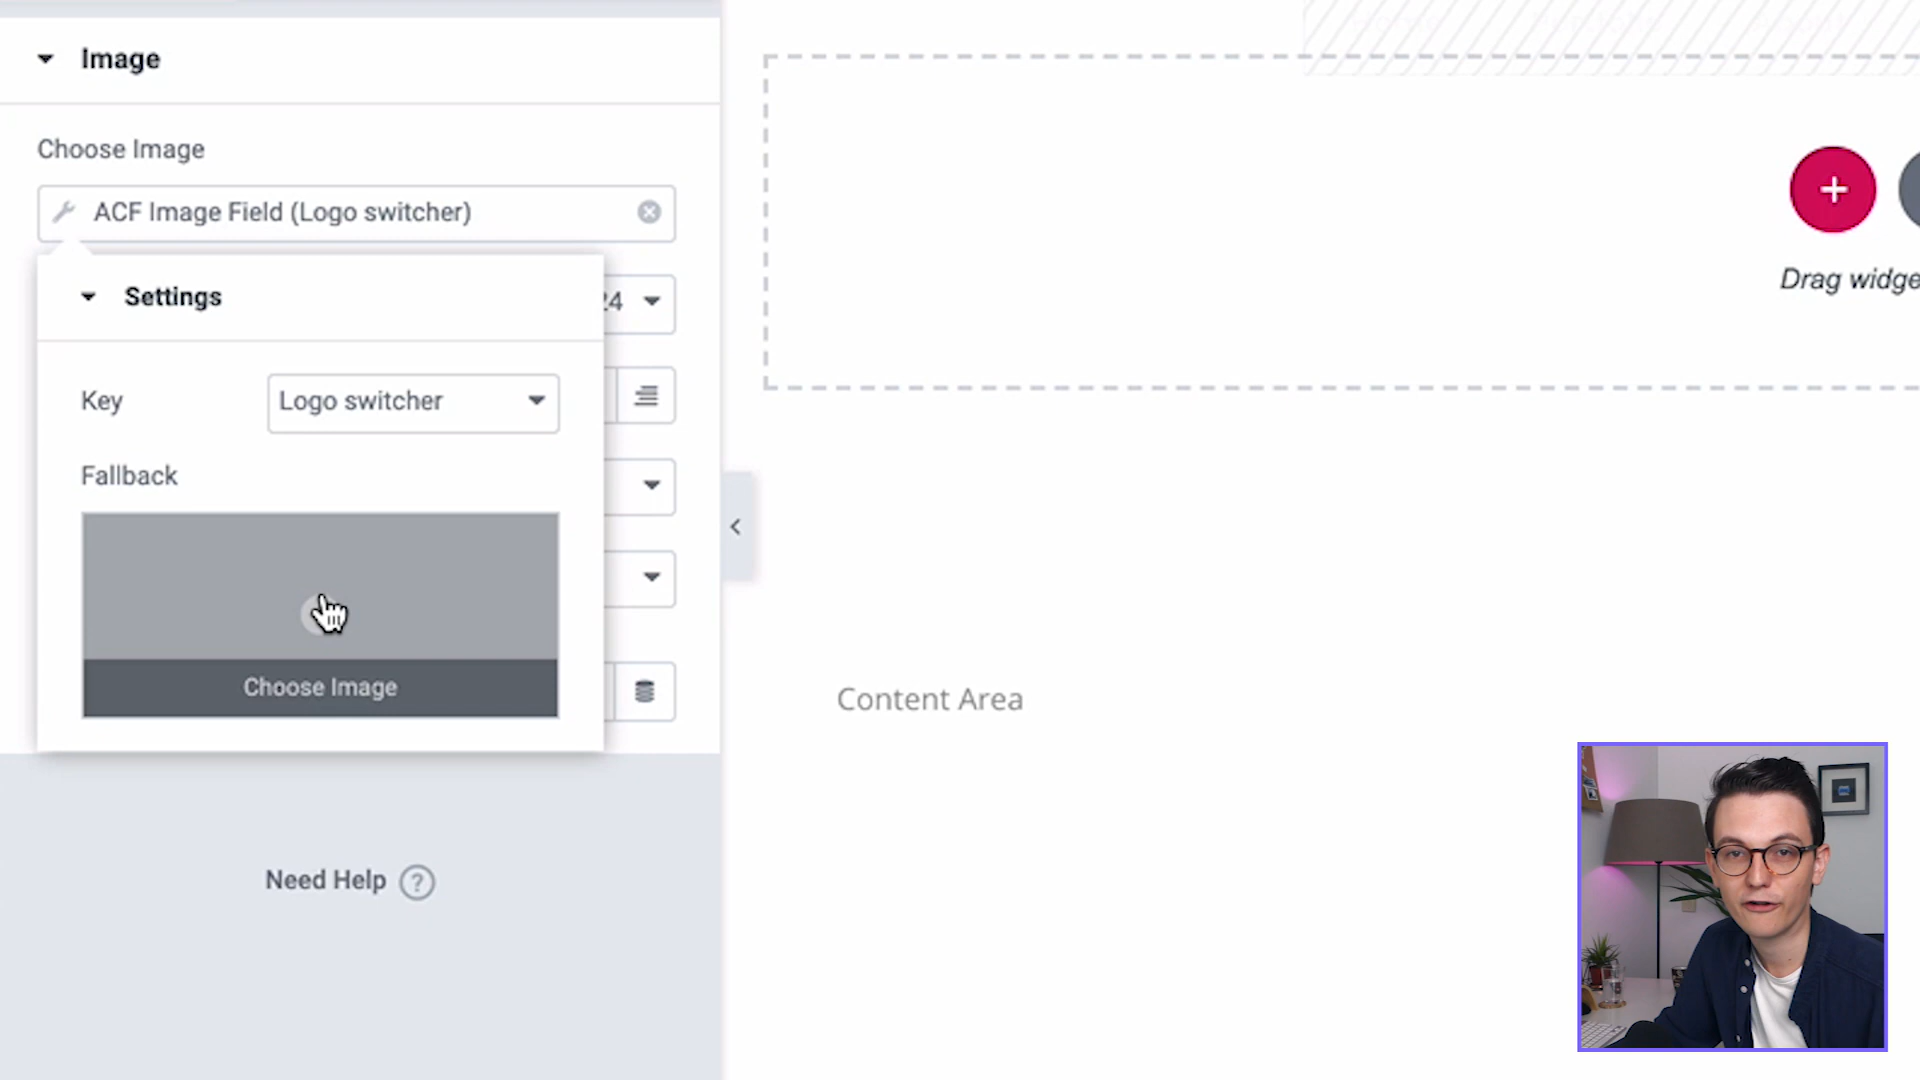 Image
Choose Image
ACF Image Field (Logo switcher)
Settings
24
Key
Logo switcher
Fallback
Choose Image
Need Help ?
Drag widge
Content Area